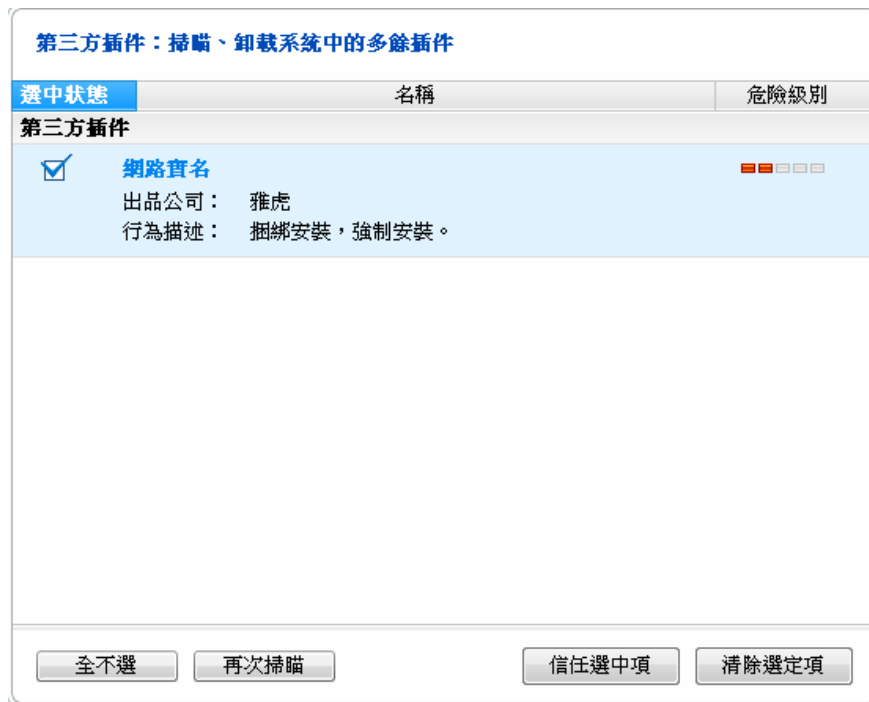 第三方插件：掃瞄、卸載系統中的多餘插件
選中狀態 名稱 危險級別
第三方插件
網路實名
出品公司： 雅虎
行為描述： 捆綁安裝，強制安裝。
全不選 再次掃瞄 信任選中項 清除選定項